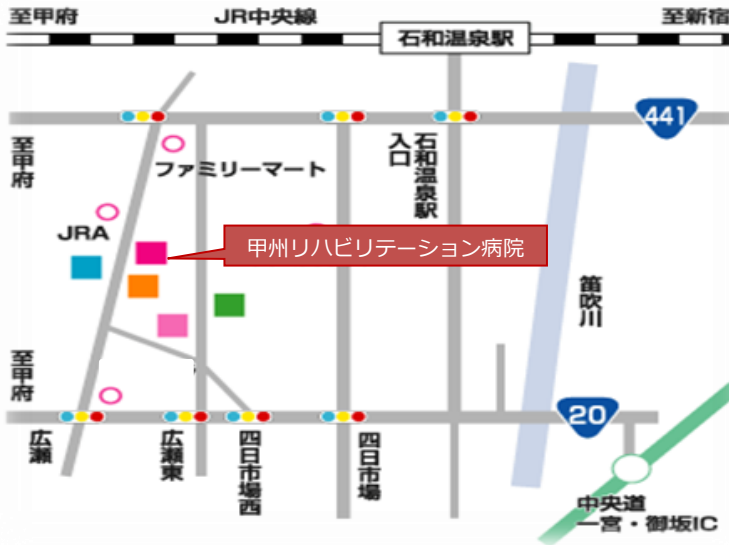 至甲府
JR中央線
至新宿
石和温泉駅
441
至甲府
石和温泉駅
入口
ファミリーマート
JRA
甲州リハビリテーション病院
笛吹川
至甲府
20
広瀬
広瀬東
四日市場西
四日市場
中央道
一宮・御坂IC